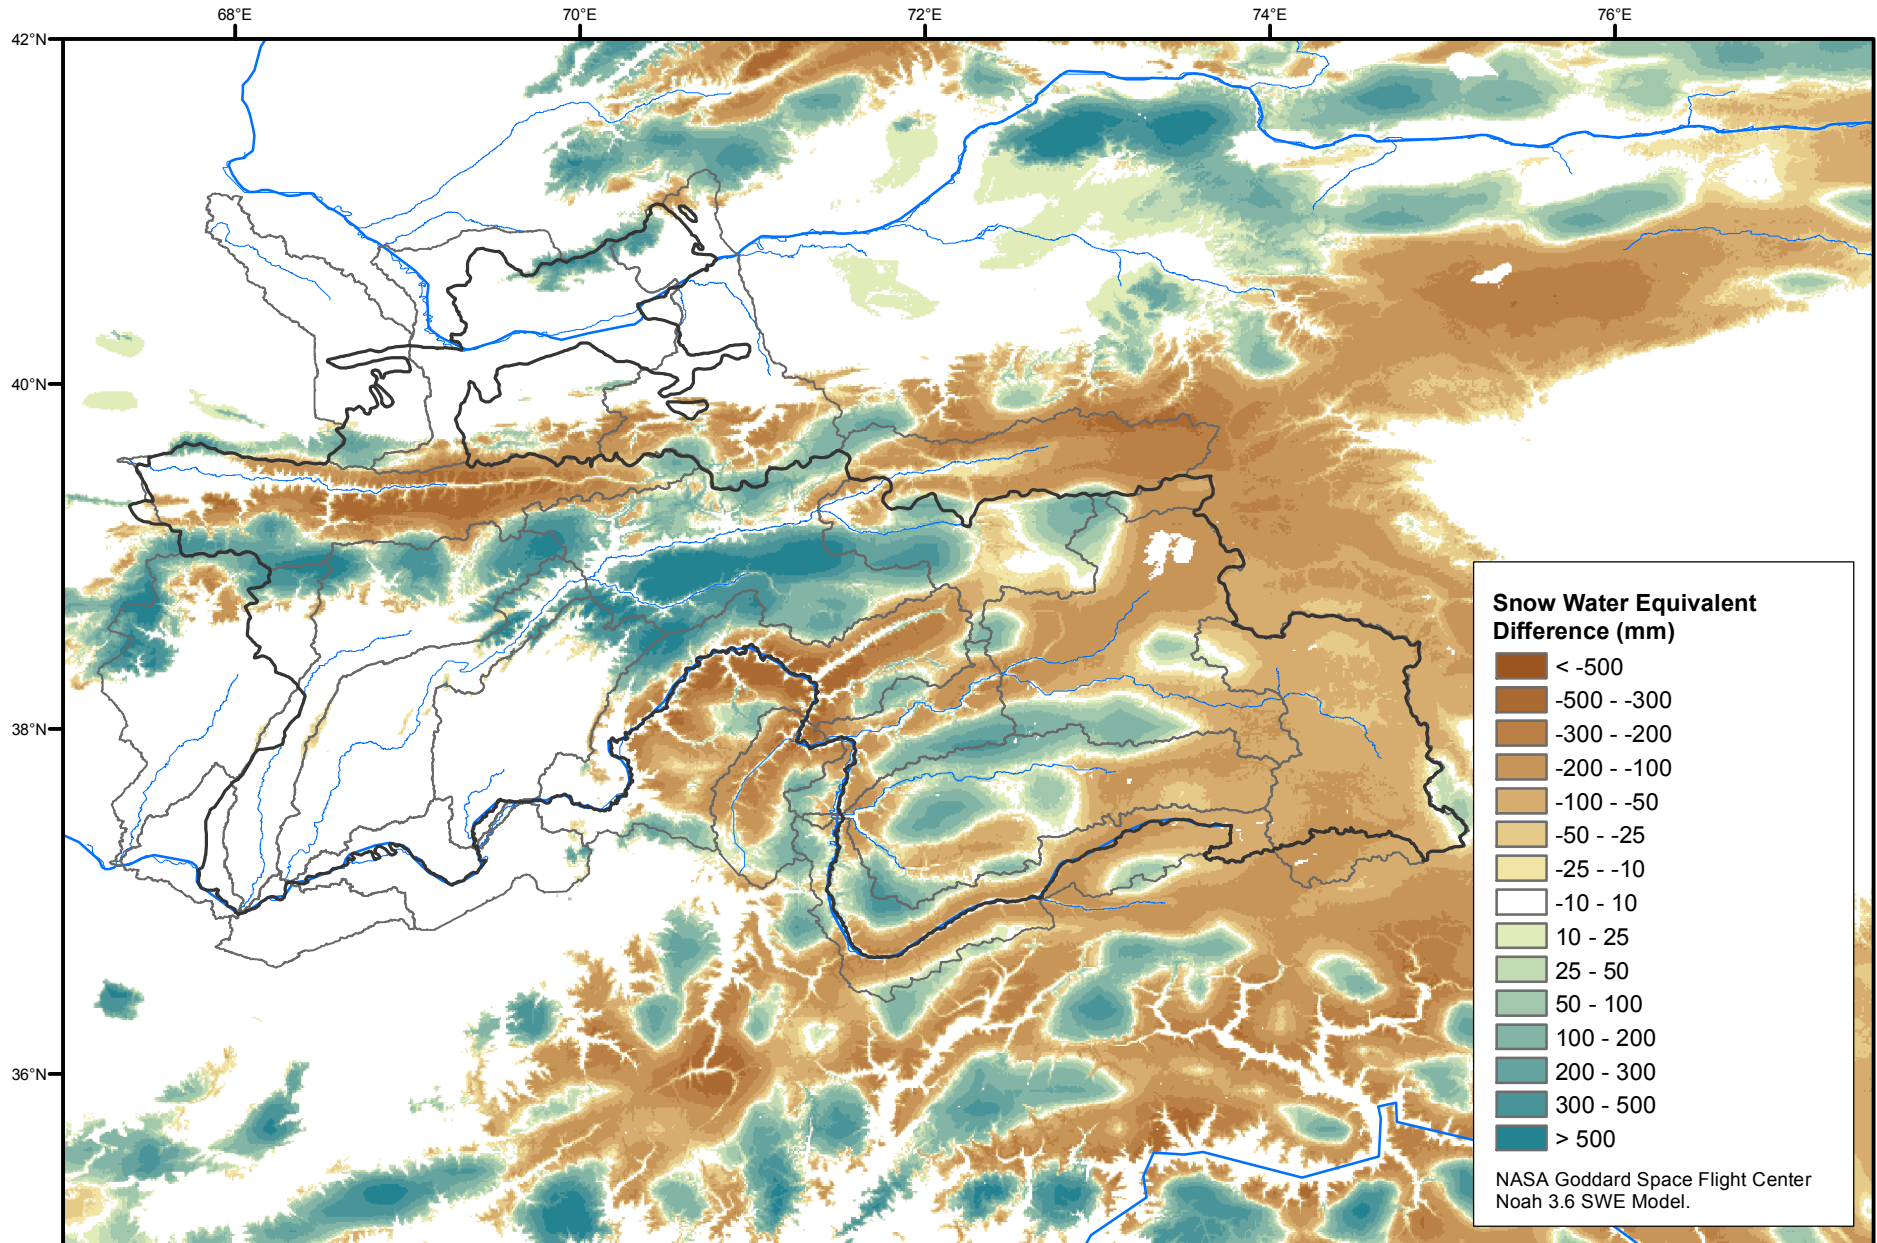 68°E 70°E 72°E 74°E 76°E
42°N
40°N
38°N
36°N
Snow Water Equivalent
Difference (mm)
< -500
-500 - -300
-300 - -200
-200 - -100
-100 - -50
-50 - -25
-25 - -10
-10 - 10
10 - 25
25 - 50
50 - 100
100 - 200
200 - 300
300 - 500
> 500
NASA Goddard Space Flight Center
Noah 3.6 SWE Model.